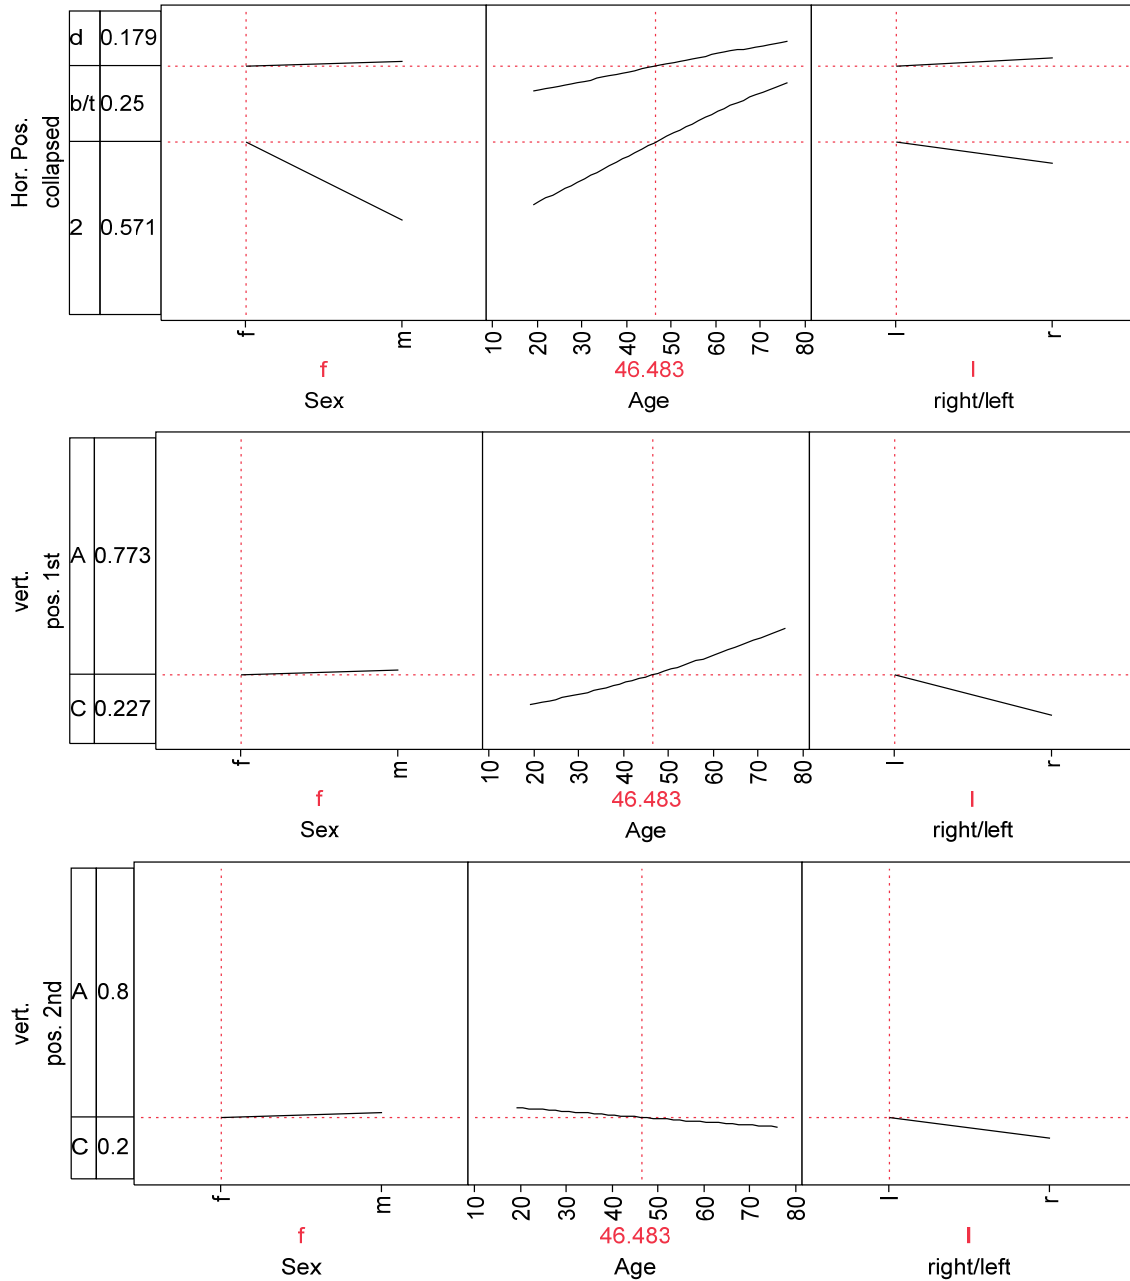 d 0.179
b/t 0.25
2 0.571
Hor. Pos.
collapsed
f m
10 20 30 40 50 60 70 80
l r
f
46.483
l
Sex
Age
right/left
A 0.773
C 0.227
vert.
pos. 1st
f m
10 20 30 40 50 60 70 80
l r
f
46.483
l
Sex
Age
right/left
A 0.8
C 0.2
vert.
pos. 2nd
f m
10 20 30 40 50 60 70 80
l r
f
46.483
l
Sex
Age
right/left